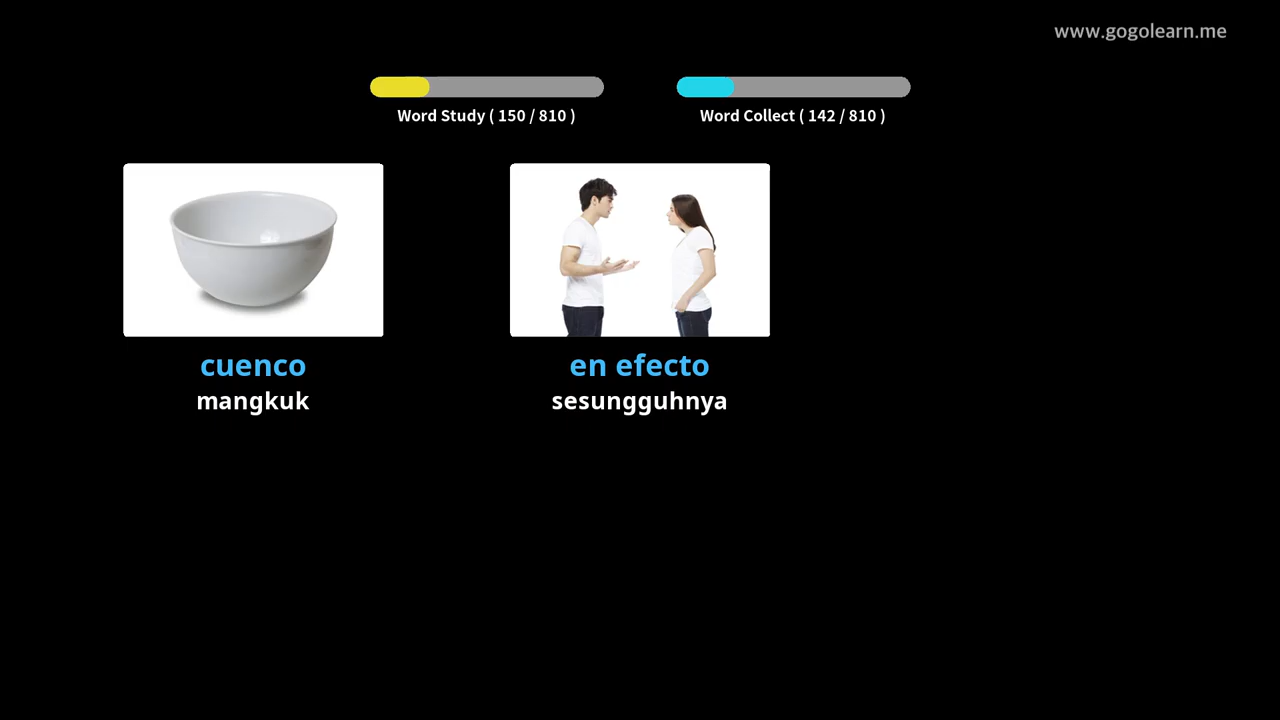 www.gogolearn.me
Word Study ( 150 / 810 )
Word Collect ( 142 / 810 )
cuenco
mangkuk
en efecto
sesungguhnya